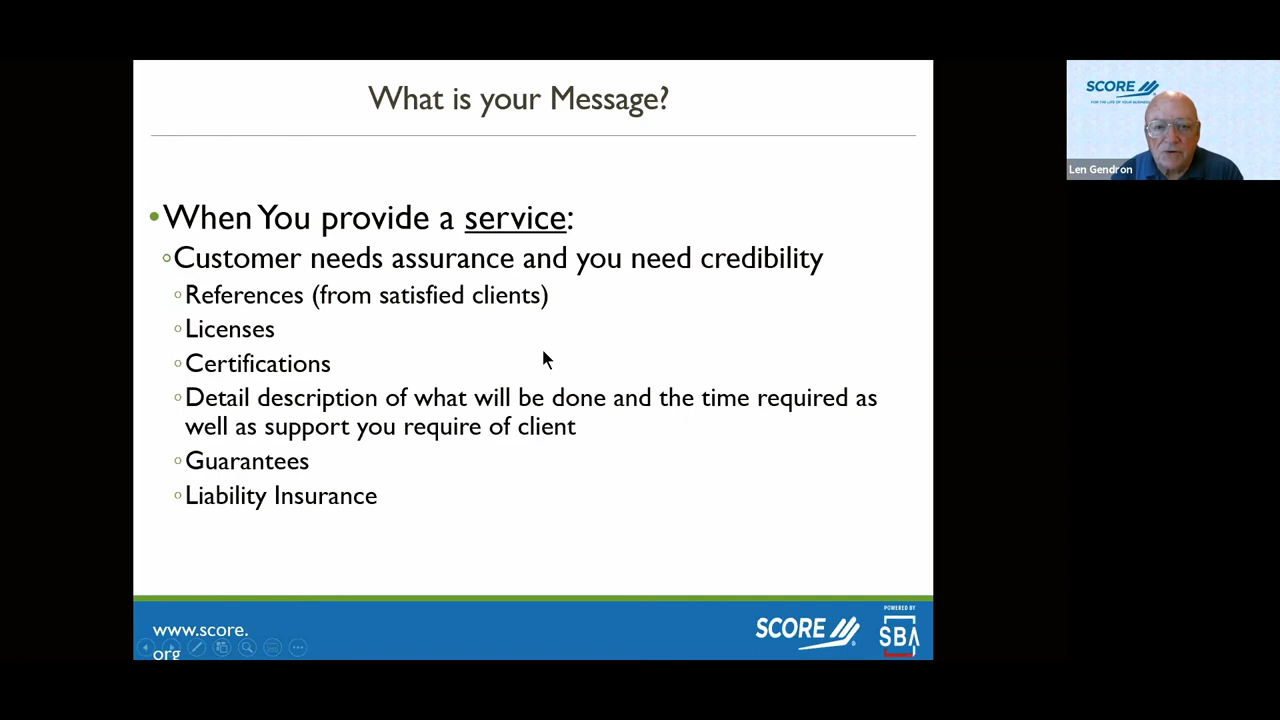 What is your Message?
•When You provide a service:
◦Customer needs assurance and you need credibility
◦References (from satisfied clients)
◦Licenses
◦Certifications
◦Detail description of what will be done and the time required as
well as support you require of client
◦Guarantees
◦Liability Insurance
www.score.
org
SCORE
POWERED BY
SBA
SCORE
FOR THE LIFE OF YOUR BUSINESS
Len Gendron